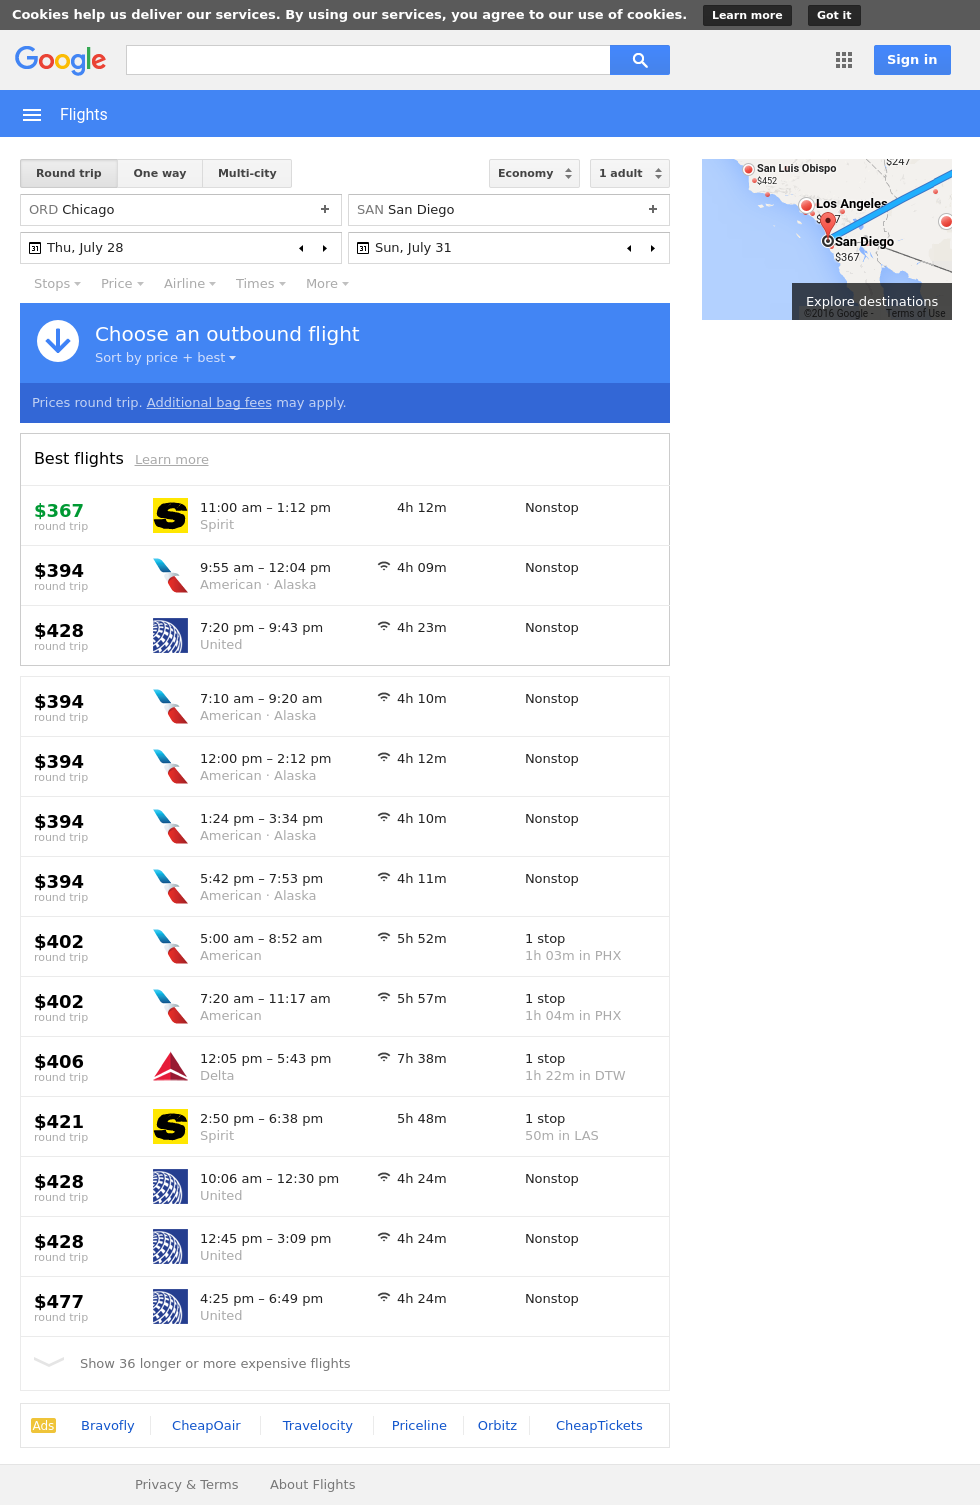 Cookies help us deliver our services. By using our services, you agree to our use of cookies. Learn more Got it
Google Sign in
Flights
Round trip One way Multi-city Economy 1 adult
ORD Chicago + SAN San Diego +
31 Thu, July 28 31 Sun, July 31
Stops Price Airline Times More
Choose an outbound flight
Sort by price + best
Prices round trip. Additional bag fees may apply.
Best flights Learn more
$367 11:00 am – 1:12 pm 4h 12m Nonstop
round trip Spirit
$394 9:55 am – 12:04 pm 4h 09m Nonstop
round trip American · Alaska
$428 7:20 pm – 9:43 pm 4h 23m Nonstop
round trip United
$394 7:10 am – 9:20 am 4h 10m Nonstop
round trip American · Alaska
$394 12:00 pm – 2:12 pm 4h 12m Nonstop
round trip American · Alaska
$394 1:24 pm – 3:34 pm 4h 10m Nonstop
round trip American · Alaska
$394 5:42 pm – 7:53 pm 4h 11m Nonstop
round trip American · Alaska
$402 5:00 am – 8:52 am 5h 52m 1 stop
round trip American 1h 03m in PHX
$402 7:20 am – 11:17 am 5h 57m 1 stop
round trip American 1h 04m in PHX
$406 12:05 pm – 5:43 pm 7h 38m 1 stop
round trip Delta 1h 22m in DTW
$421 2:50 pm – 6:38 pm 5h 48m 1 stop
round trip Spirit 50m in LAS
$428 10:06 am – 12:30 pm 4h 24m Nonstop
round trip United
$428 12:45 pm – 3:09 pm 4h 24m Nonstop
round trip United
$477 4:25 pm – 6:49 pm 4h 24m Nonstop
round trip United
Show 36 longer or more expensive flights
Ads Bravofly CheapOair Travelocity Priceline Orbitz CheapTickets
$247
San Luis Obispo
$452
Los Angeles
San Diego
$367
Explore destinations
©2016 Google - Terms of Use
Privacy & Terms About Flights